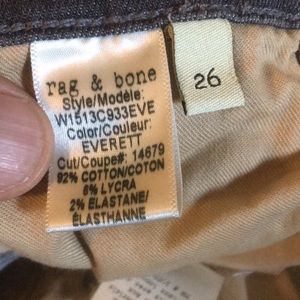 rag & bone
Style/Modele:
W1513C933EVE
Color/Couleur:
EVERETT
Cut/Coupe#: 14679
92% COTTON/COTON
6% LYCRA
2% ELASTANE/
ÉLASTHANNE
26